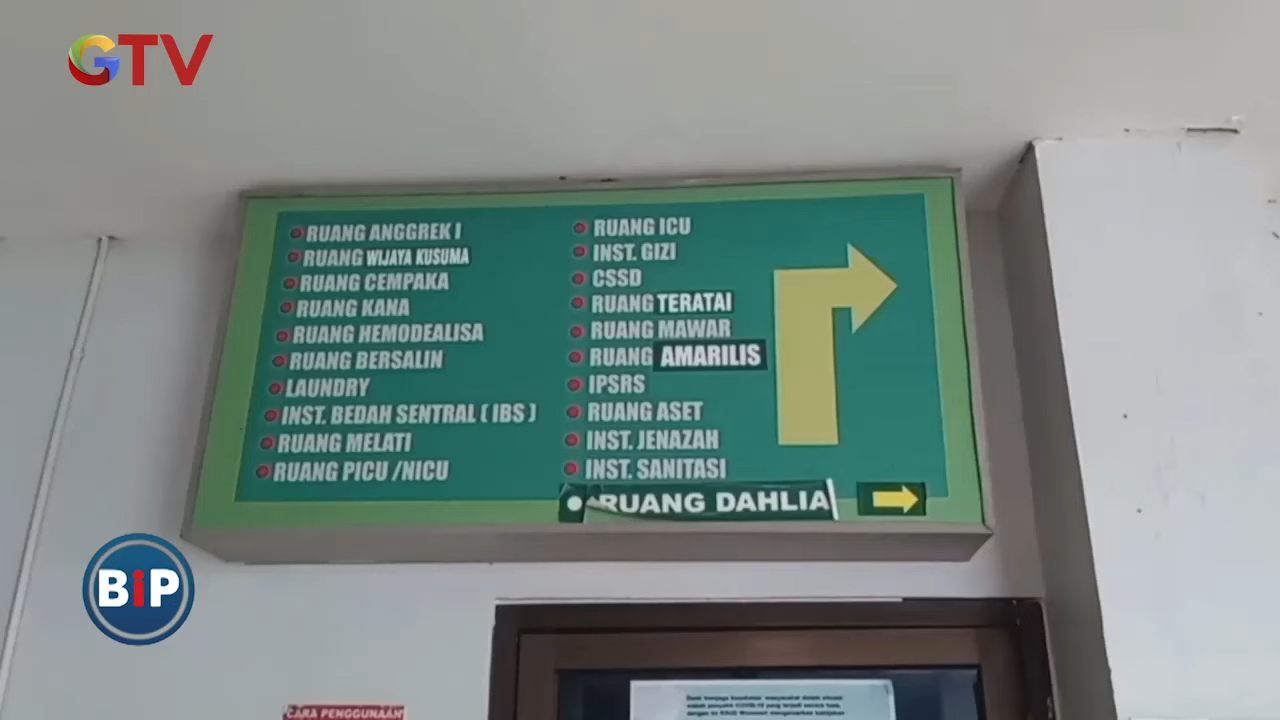 GTV
RUANG ANGGREK I
RUANG WIJAYA KUSUMA
RUANG CEMPAKA
RUANG KANA
RUANG HEMODEALISA
RUANG BERSALIN
LAUNDRY
INST. BEDAH SENTRAL ( IBS )
RUANG MELATI
RUANG PICU /NICU
RUANG ICU
INST. GIZI
CSSD
RUANG TERATAI
RUANG MAWAR
RUANG AMARILIS
IPSRS
RUANG ASET
INST. JENAZAH
INST. SANITASI
RUANG DAHLIA
BiP
CARA PENGGUNAAN